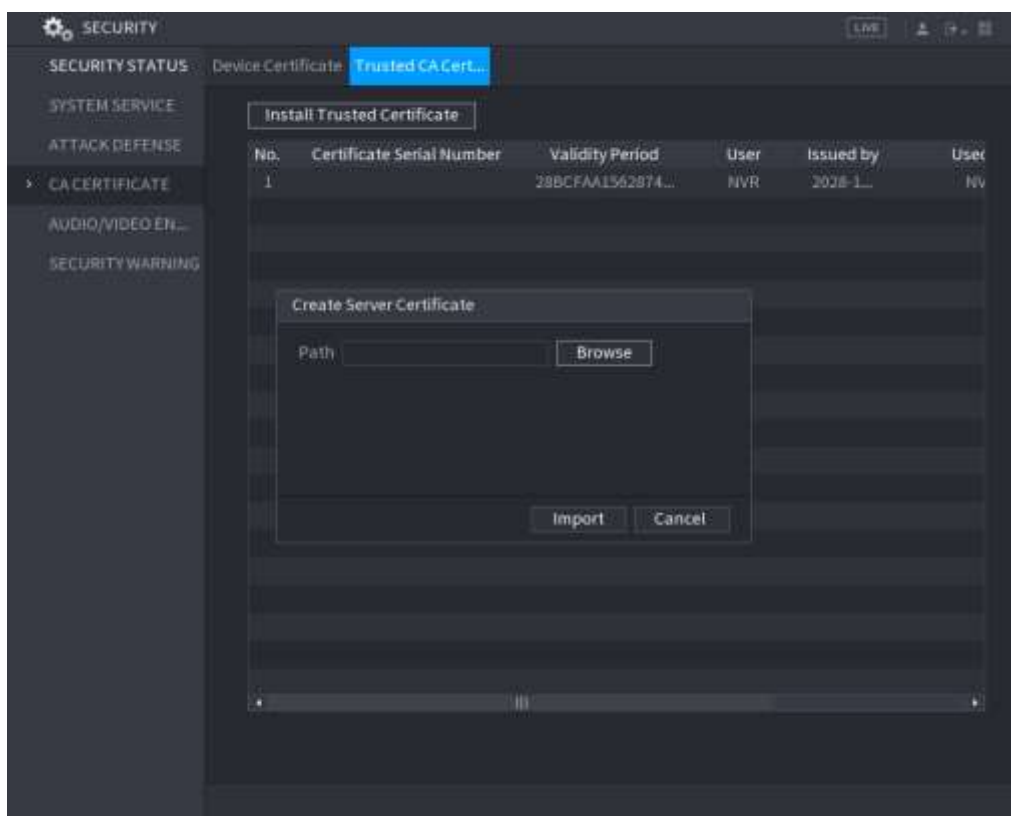 SECURITY
LIVE
SECURITY STATUS
SYSTEM SERVICE
ATTACK DEFENSE
CA CERTIFICATE
AUDIO/VIDEO EN...
SECURITY WARNING
Device Certificate Trusted CA Cert...
Install Trusted Certificate
No. Certificate Serial Number Validity Period User Issued by Used
1 28BCFAA1562874... NVR 2028-1... NV
Create Server Certificate
Path Browse
Import Cancel